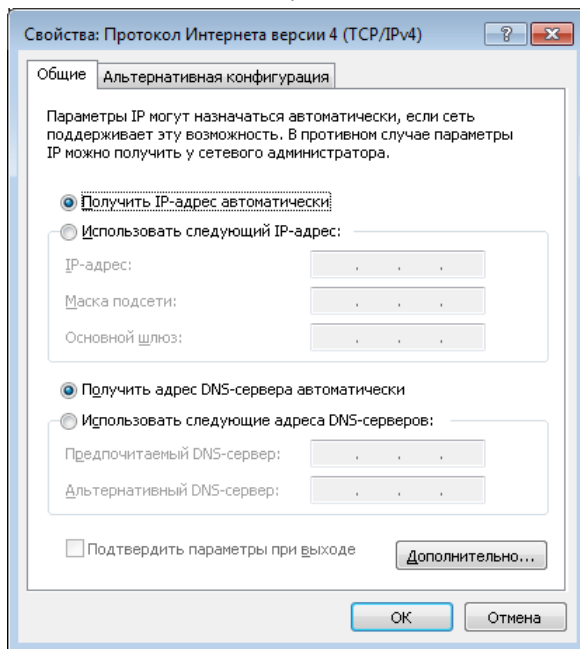 Свойства: Протокол Интернета версии 4 (TCP/IPv4)
Общие
Альтернативная конфигурация
Параметры IP могут назначаться автоматически, если сеть
поддерживает эту возможность. В противном случае параметры
IP можно получить у сетевого администратора.
Получить IP-адрес автоматически
Использовать следующий IP-адрес:
IP-адрес:
Маска подсети:
Основной шлюз:
Получить адрес DNS-сервера автоматически
Использовать следующие адреса DNS-серверов:
Предпочитаемый DNS-сервер:
Альтернативный DNS-сервер:
Подтвердить параметры при выходе
Дополнительно...
ОК
Отмена